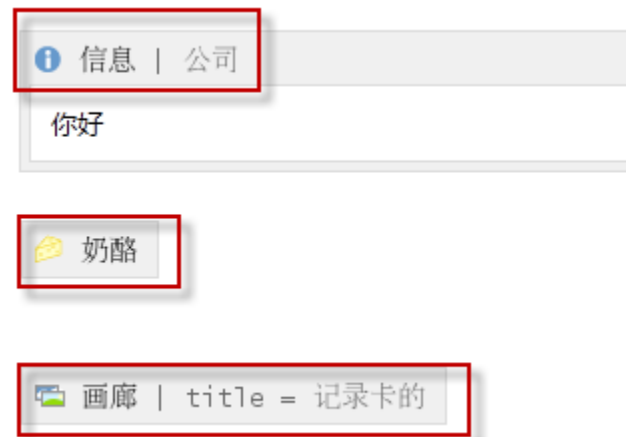 信息 | 公司
你好
奶酪
画廊 | title = 记录卡的